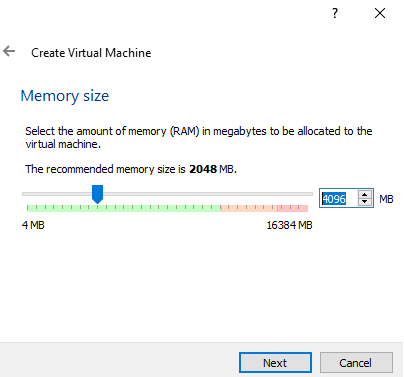 ?
Create Virtual Machine
Memory size
Select the amount of memory (RAM) in megabytes to be allocated to the
virtual machine.
The recommended memory size is 2048 MB.
4096 MB
4 MB 16384 MB
Next Cancel